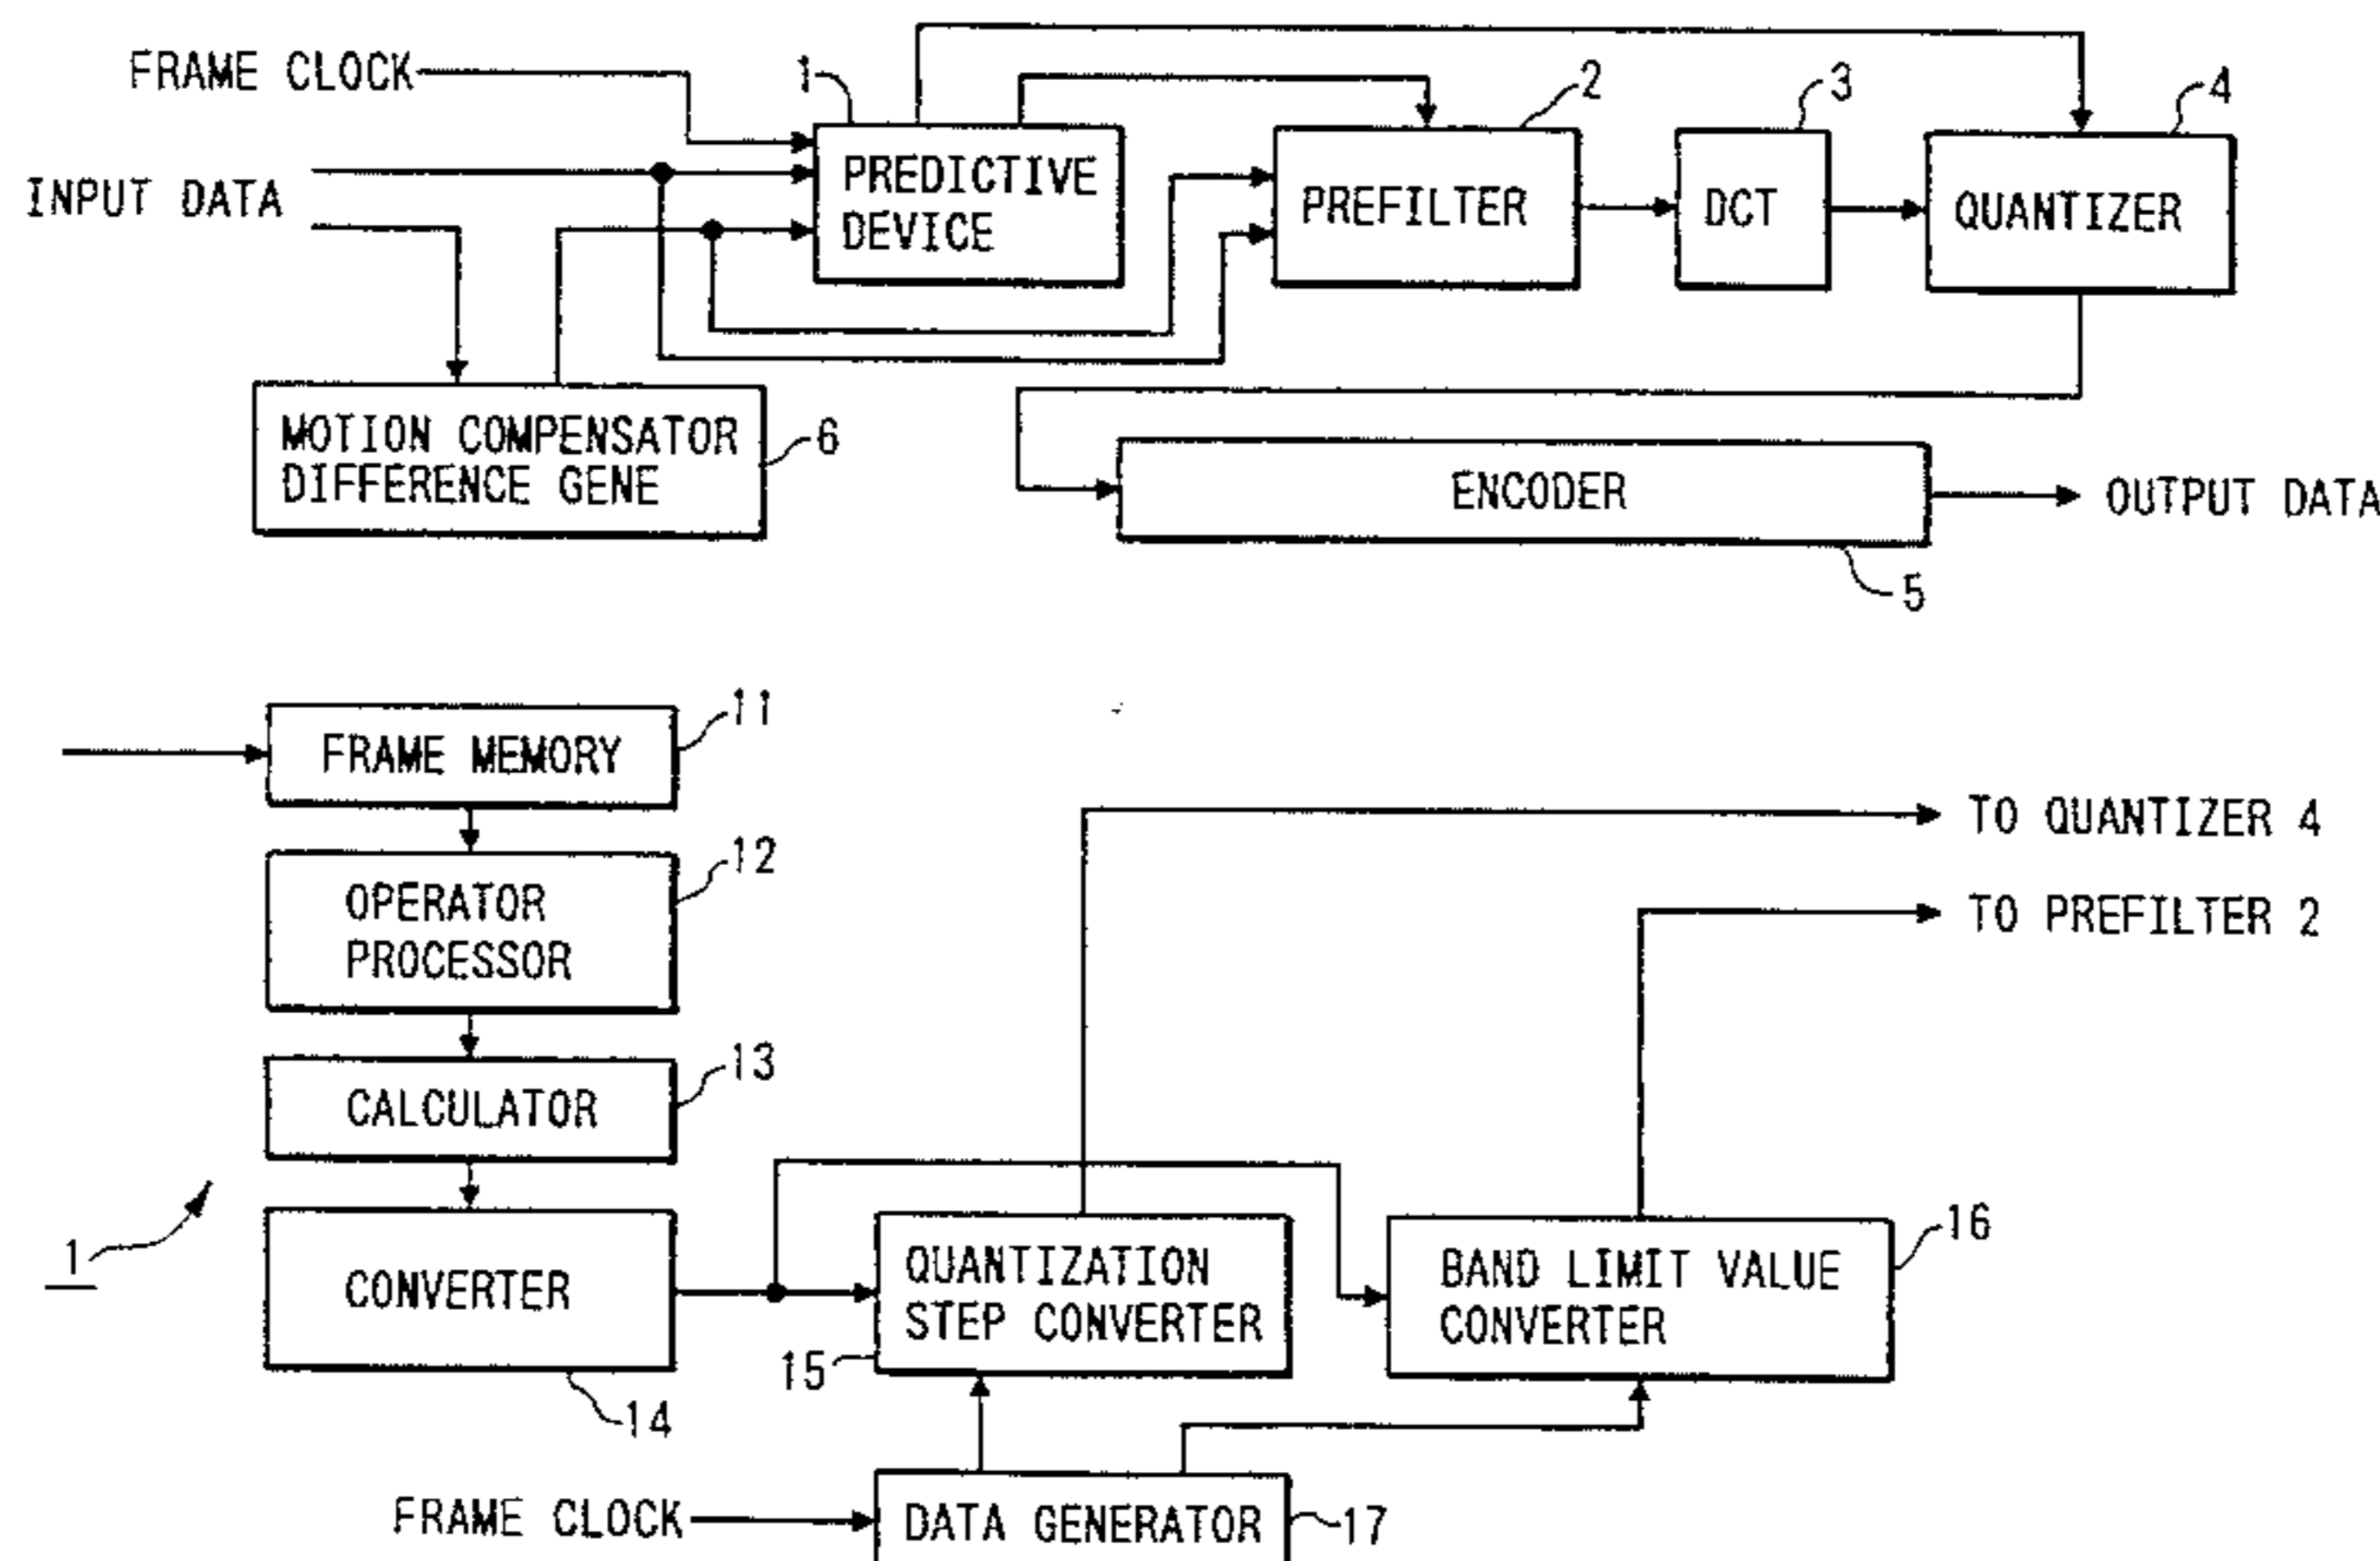 FRAME CLOCK
INPUT DATA
1
PREDICTIVE
DEVICE
2
PREFILTER
3
DCT
4
QUANTIZER
MOTION COMPENSATOR
DIFFERENCE GENE
6
ENCODER
5
OUTPUT DATA
FRAME MEMORY
11
OPERATOR
PROCESSOR
12
CALCULATOR
13
1
CONVERTER
14
QUANTIZATION
STEP CONVERTER
15
BAND LIMIT VALUE
CONVERTER
16
TO QUANTIZER 4
TO PREFILTER 2
FRAME CLOCK
DATA GENERATOR
17